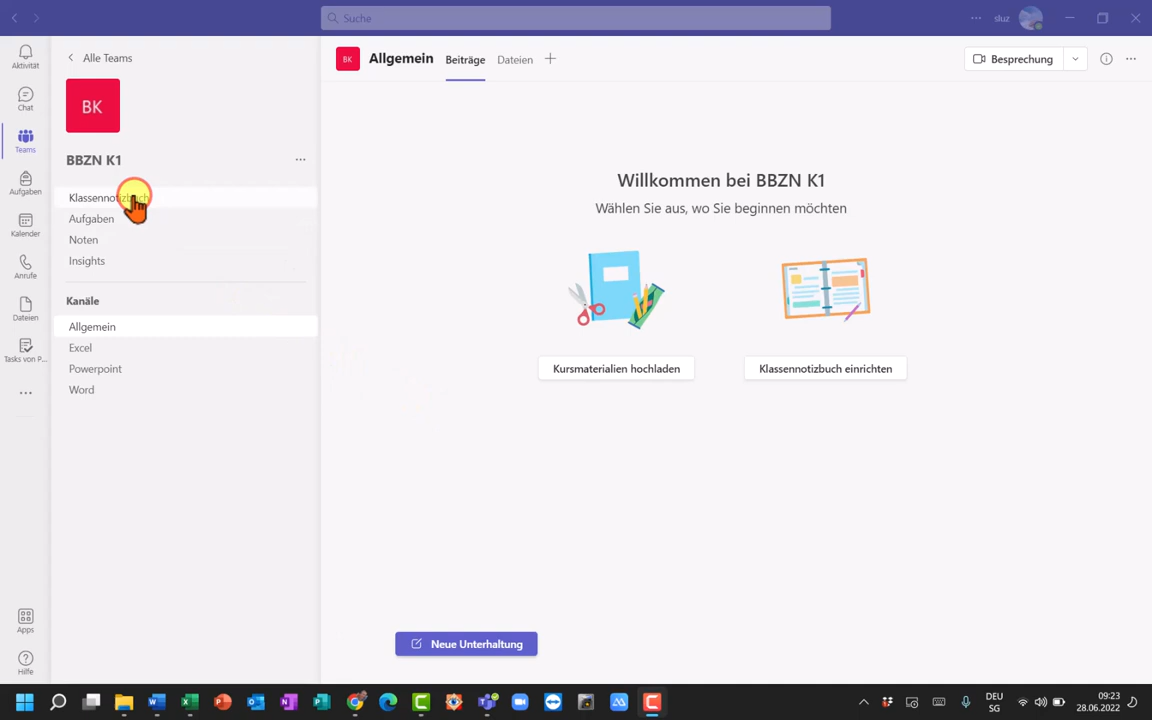 Suche
sluz
Aktivität
Chat
Teams
Aufgaben
Kalender
Anrufe
Dateien
Tasks von P...
Apps
Hilfe
Alle Teams
BK
BBZN K1
Klassennotizbuch
Aufgaben
Noten
Insights
Kanäle
Allgemein
Excel
Powerpoint
Word
BK
Allgemein
Beiträge
Dateien
Besprechung
Willkommen bei BBZN K1
Wählen Sie aus, wo Sie beginnen möchten
Kursmaterialien hochladen
Klassennotizbuch einrichten
Neue Unterhaltung
DEU
SG
09:23
28.06.2022